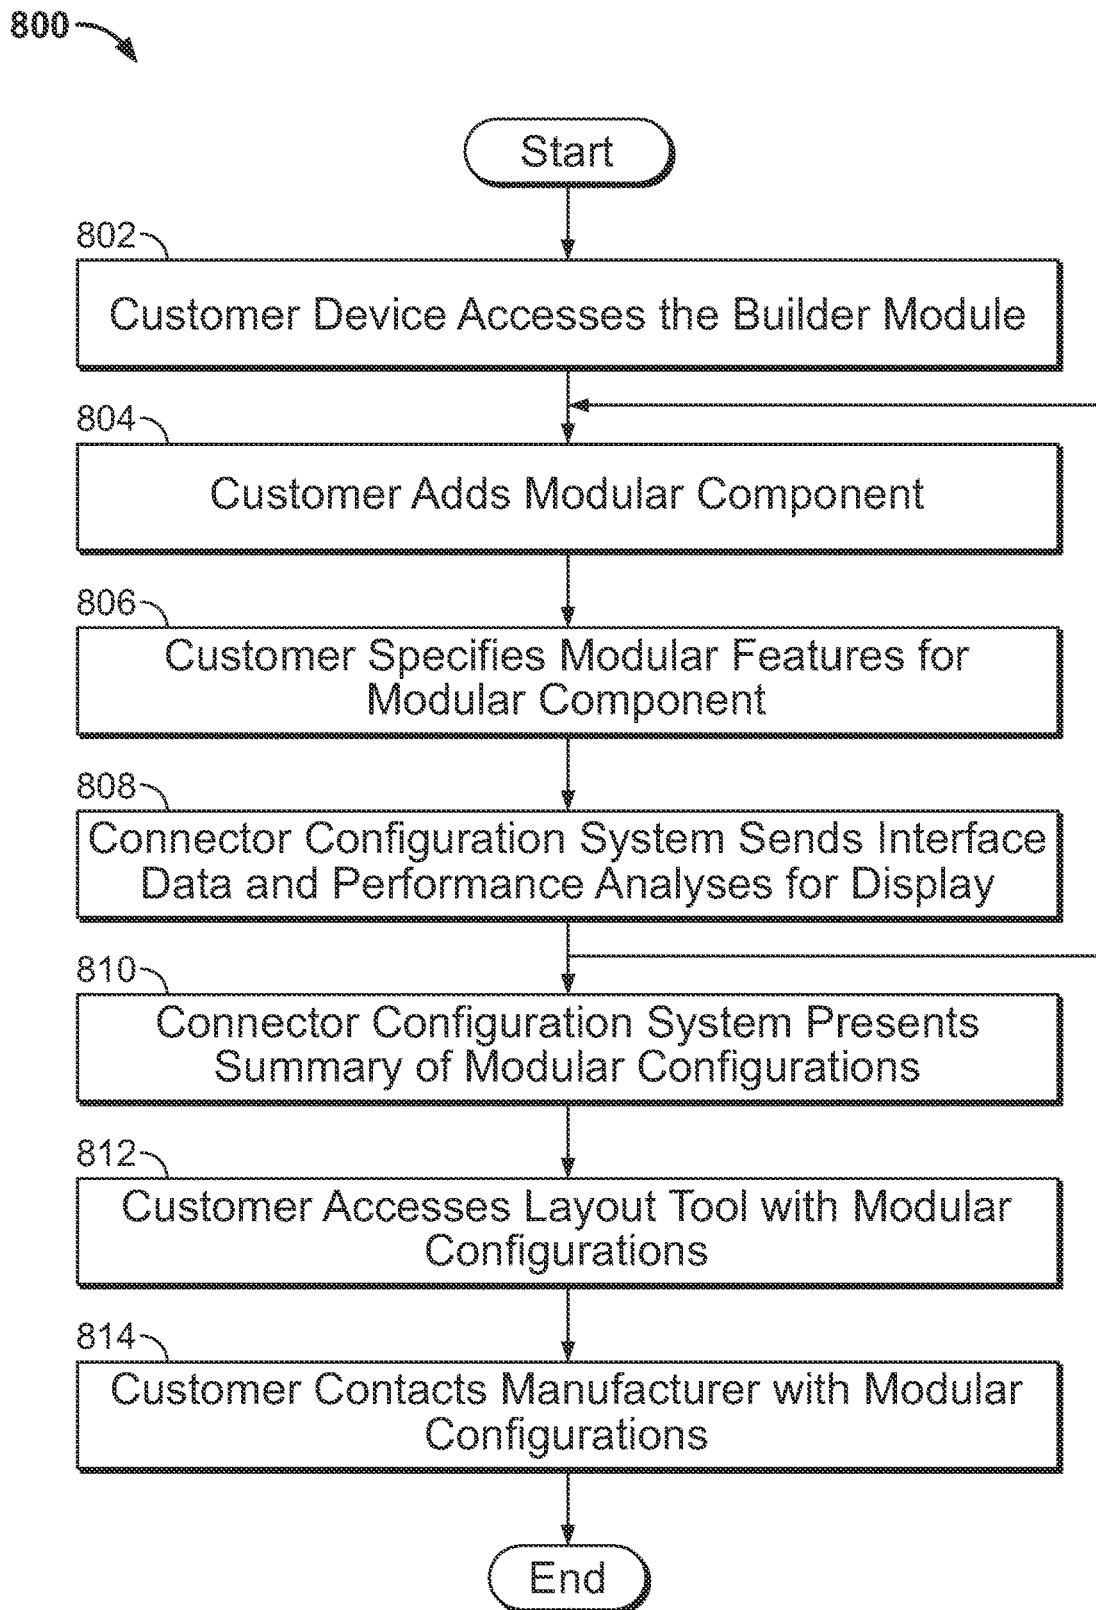 800
Start
802
Customer Device Accesses the Builder Module
804
Customer Adds Modular Component
806
Customer Specifies Modular Features for
Modular Component
808
Connector Configuration System Sends Interface
Data and Performance Analyses for Display
810
Connector Configuration System Presents
Summary of Modular Configurations
812
Customer Accesses Layout Tool with Modular
Configurations
814
Customer Contacts Manufacturer with Modular
Configurations
End